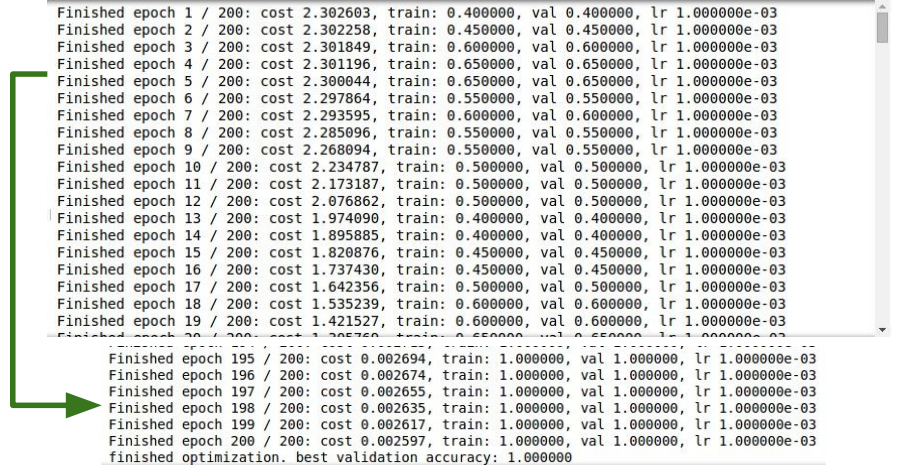 Finished epoch 1 / 200: cost 2.302603, train: 0.400000, val 0.400000, lr 1.000000e-03
Finished epoch 2 / 200: cost 2.302258, train: 0.450000, val 0.450000, lr 1.000000e-03
Finished epoch 3 / 200: cost 2.301849, train: 0.600000, val 0.600000, lr 1.000000e-03
Finished epoch 4 / 200: cost 2.301196, train: 0.650000, val 0.650000, lr 1.000000e-03
Finished epoch 5 / 200: cost 2.300044, train: 0.650000, val 0.650000, lr 1.000000e-03
Finished epoch 6 / 200: cost 2.297864, train: 0.550000, val 0.550000, lr 1.000000e-03
Finished epoch 7 / 200: cost 2.293595, train: 0.600000, val 0.600000, lr 1.000000e-03
Finished epoch 8 / 200: cost 2.285096, train: 0.550000, val 0.550000, lr 1.000000e-03
Finished epoch 9 / 200: cost 2.268094, train: 0.550000, val 0.550000, lr 1.000000e-03
Finished epoch 10 / 200: cost 2.234787, train: 0.500000, val 0.500000, lr 1.000000e-03
Finished epoch 11 / 200: cost 2.173187, train: 0.500000, val 0.500000, lr 1.000000e-03
Finished epoch 12 / 200: cost 2.076862, train: 0.500000, val 0.500000, lr 1.000000e-03
Finished epoch 13 / 200: cost 1.974090, train: 0.400000, val 0.400000, lr 1.000000e-03
Finished epoch 14 / 200: cost 1.895885, train: 0.400000, val 0.400000, lr 1.000000e-03
Finished epoch 15 / 200: cost 1.820876, train: 0.450000, val 0.450000, lr 1.000000e-03
Finished epoch 16 / 200: cost 1.737430, train: 0.450000, val 0.450000, lr 1.000000e-03
Finished epoch 17 / 200: cost 1.642356, train: 0.500000, val 0.500000, lr 1.000000e-03
Finished epoch 18 / 200: cost 1.535239, train: 0.600000, val 0.600000, lr 1.000000e-03
Finished epoch 19 / 200: cost 1.421527, train: 0.600000, val 0.600000, lr 1.000000e-03
Finished epoch 195 / 200: cost 0.002694, train: 1.000000, val 1.000000, lr 1.000000e-03
Finished epoch 196 / 200: cost 0.002674, train: 1.000000, val 1.000000, lr 1.000000e-03
Finished epoch 197 / 200: cost 0.002655, train: 1.000000, val 1.000000, lr 1.000000e-03
Finished epoch 198 / 200: cost 0.002635, train: 1.000000, val 1.000000, lr 1.000000e-03
Finished epoch 199 / 200: cost 0.002617, train: 1.000000, val 1.000000, lr 1.000000e-03
Finished epoch 200 / 200: cost 0.002597, train: 1.000000, val 1.000000, lr 1.000000e-03
finished optimization. best validation accuracy: 1.000000